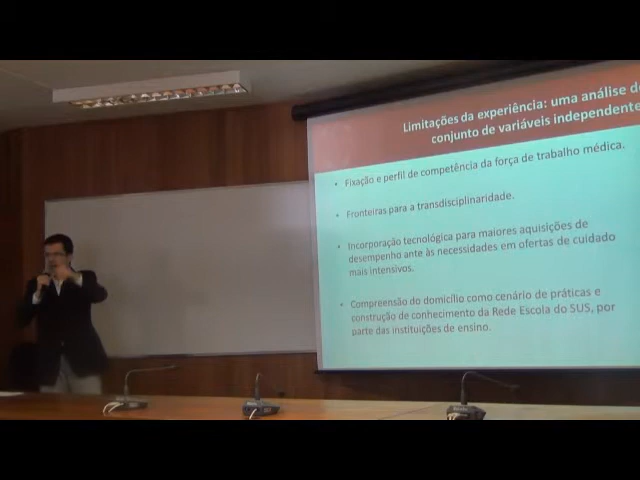 Limitações da experiência: uma análise d
conjunto de variáveis independente
• Fixação e perfil de competência da força de trabalho médica.
• Fronteiras para a transdisciplinaridade.
• Incorporação tecnológica para maiores aquisições de
desempenho ante às necessidades em ofertas de cuidado
mais intensivos.
• Compreensão do domicílio como cenário de práticas e
construção de conhecimento da Rede Escola do SUS, por
parte das instituições de ensino.